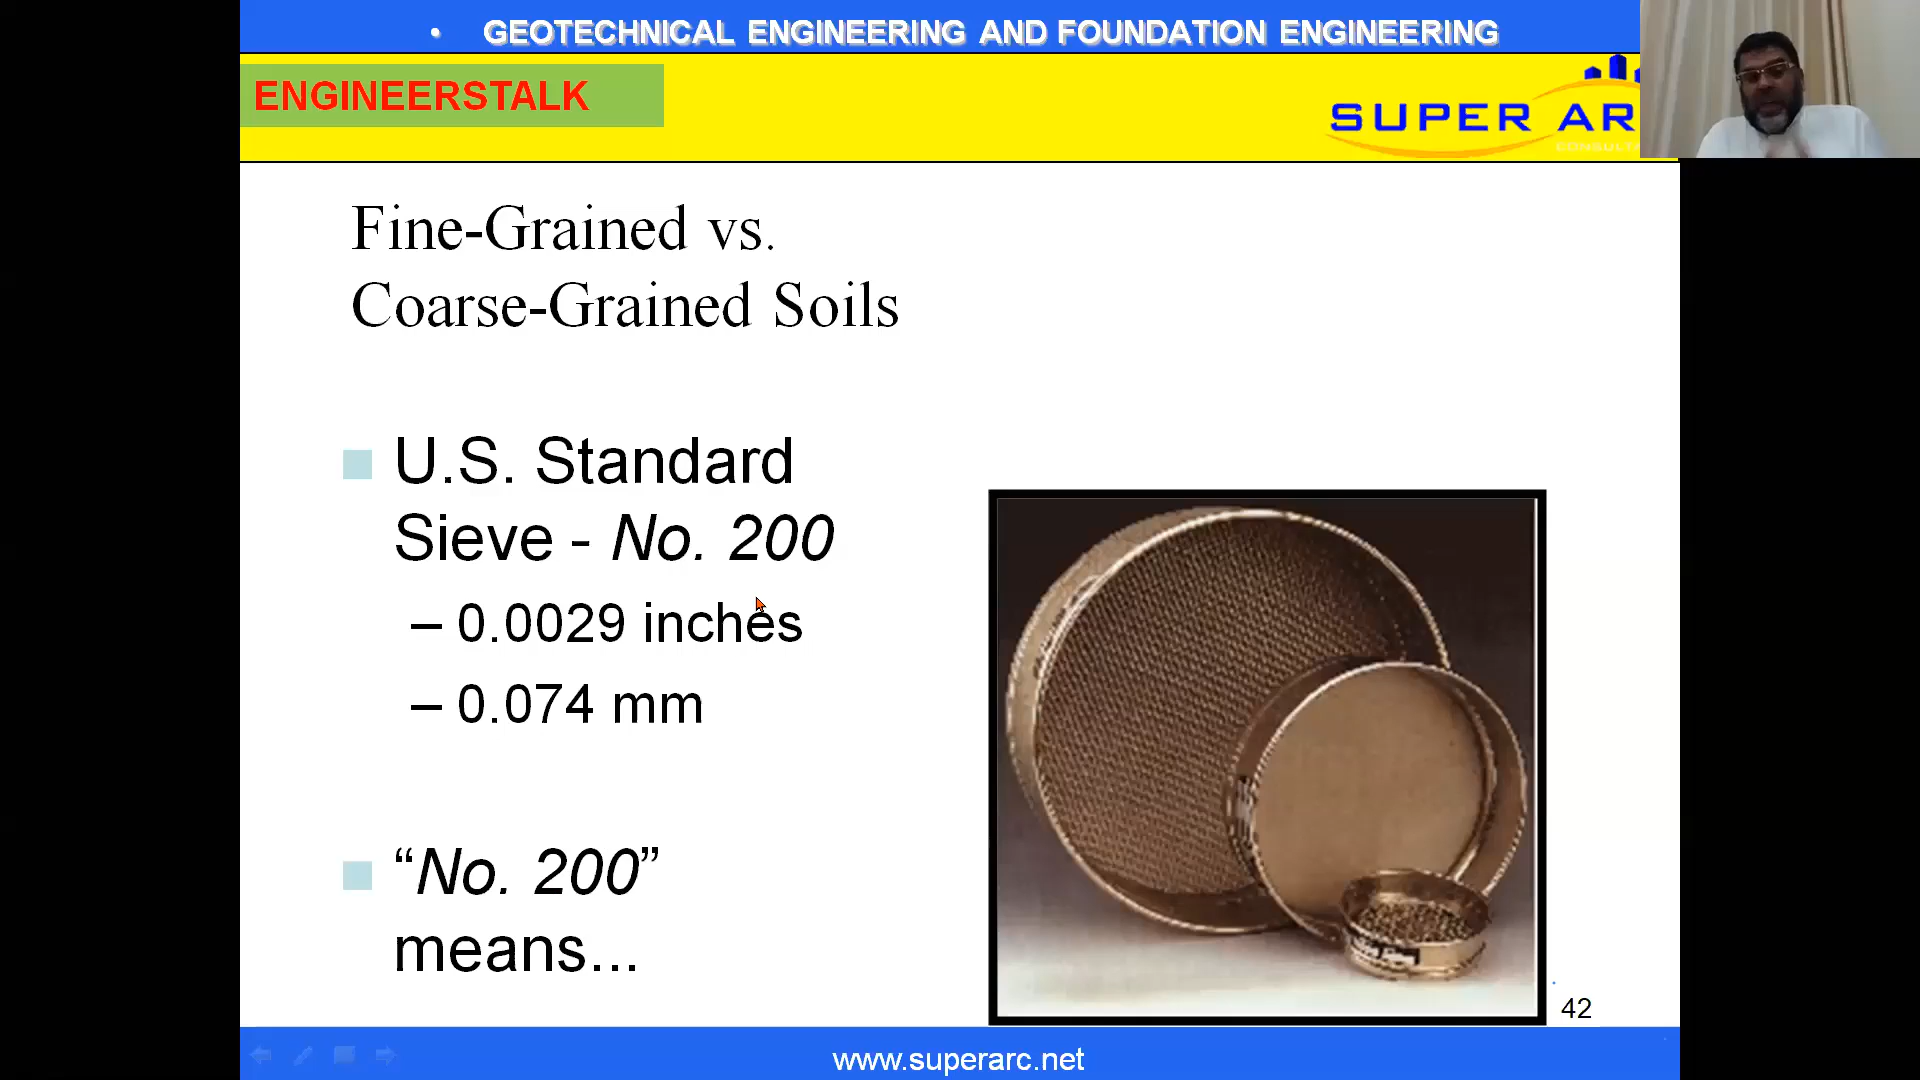 • GEOTECHNICAL ENGINEERING AND FOUNDATION ENGINEERING
ENGINEERSTALK
SUPER AR
Fine-Grained vs.
Coarse-Grained Soils
U.S. Standard
Sieve - No. 200
– 0.0029 inches
– 0.074 mm
“No. 200”
means...
42
www.superarc.net